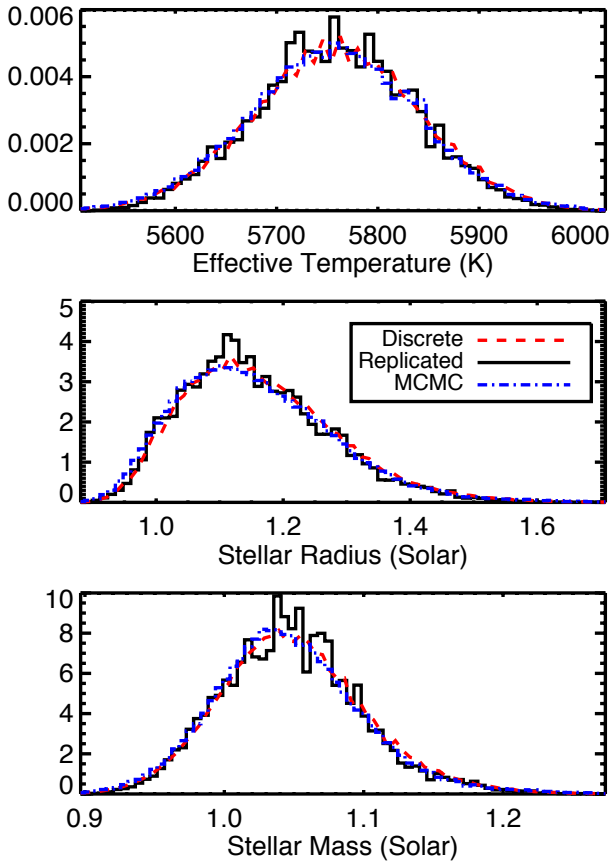 0.006
0.004
0.002
0.000
5600 5700 5800 5900 6000
Effective Temperature (K)
5
4
3
2
1
0
Discrete
Replicated
MCMC
1.0 1.2 1.4 1.6
Stellar Radius (Solar)
10
8
6
4
2
0
0.9 1.0 1.1 1.2
Stellar Mass (Solar)